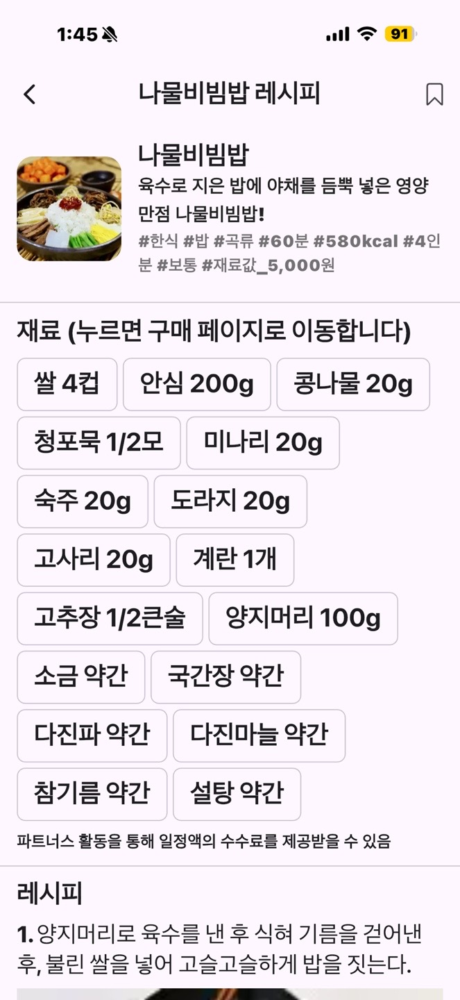 1:45
91
나물비빔밥 레시피
나물비빔밥
육수로 지은 밥에 야채를 듬뿍 넣은 영양
만점 나물비빔밥!
#한식 #밥 #곡류 #60분 #580kcal #4인
분 #보통 #재료값_5,000원
재료 (누르면 구매 페이지로 이동합니다)
쌀 4컵 안심 200g 콩나물 20g
청포묵 1/2모 미나리 20g
숙주 20g 도라지 20g
고사리 20g 계란 1개
고추장 1/2큰술 양지머리 100g
소금 약간 국간장 약간
다진파 약간 다진마늘 약간
참기름 약간 설탕 약간
파트너스 활동을 통해 일정액의 수수료를 제공받을 수 있음
레시피
1. 양지머리로 육수를 낸 후 식혀 기름을 걷어낸
후, 불린 쌀을 넣어 고슬고슬하게 밥을 짓는다.